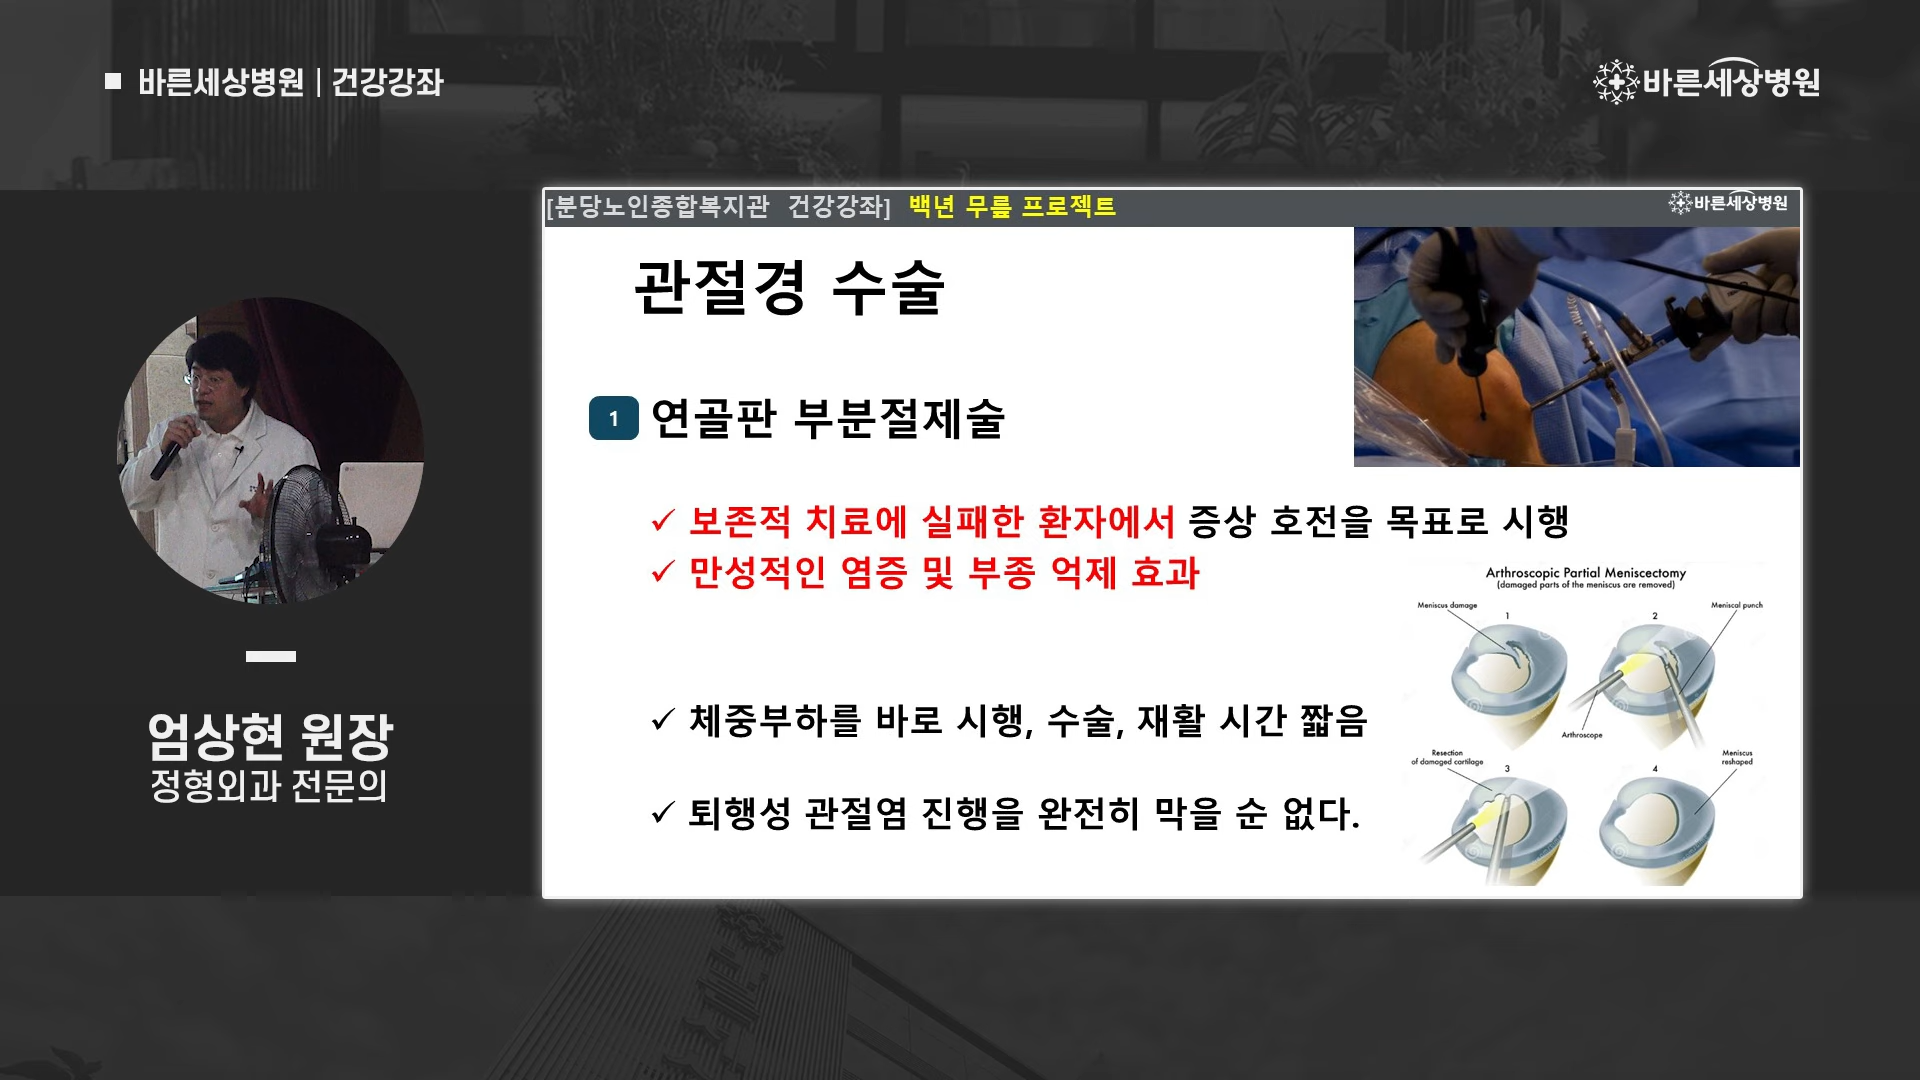 바른세상병원 | 건강강좌
바른세상병원
[분당노인종합복지관 건강강좌] 백년 무릎 프로젝트
바른세상병원
관절경 수술
1 연골판 부분절제술
✓ 보존적 치료에 실패한 환자에서 증상 호전을 목표로 시행
✓ 만성적인 염증 및 부종 억제 효과
✓ 체중부하를 바로 시행, 수술, 재활 시간 짧음
✓ 퇴행성 관절염 진행을 완전히 막을 순 없다.
Arthroscopic Partial Meniscectomy
(damaged parts of the meniscus are removed)
Meniscus damage
Meniscal punch
1
2
Arthroscope
Resection
of damaged cartilage
Meniscus
reshaped
3
4
엄상현 원장
정형외과 전문의